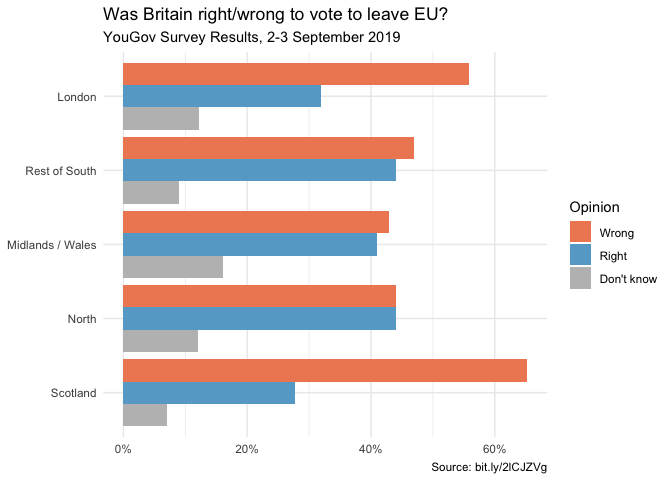 Was Britain right/wrong to vote to leave EU?
YouGov Survey Results, 2-3 September 2019
London
Rest of South
Midlands / Wales
North
Scotland
0%
20%
40%
60%
Opinion
Wrong
Right
Don't know
Source: bit.ly/2lCJZVg